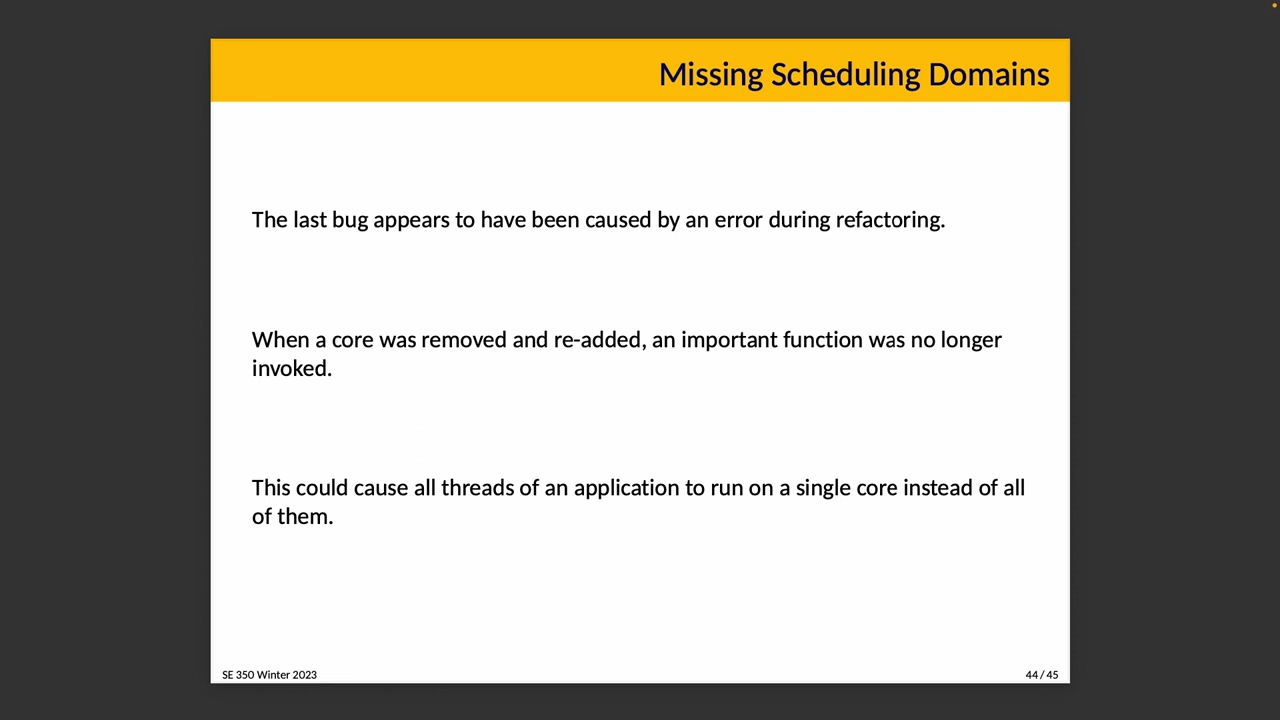 Missing Scheduling Domains
The last bug appears to have been caused by an error during refactoring.
When a core was removed and re-added, an important function was no longer
invoked.
This could cause all threads of an application to run on a single core instead of all
of them.
SE 350 Winter 2023
44 / 45